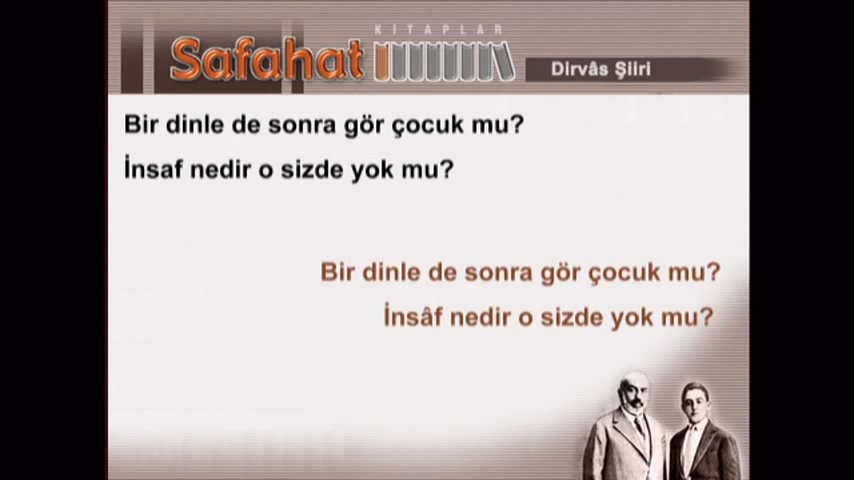 KİTAPLAR
Safahat
Dirvâs Şiiri
Bir dinle de sonra gör çocuk mu?
İnsaf nedir o sizde yok mu?
Bir dinle de sonra gör çocuk mu?
İnsâf nedir o sizde yok mu?